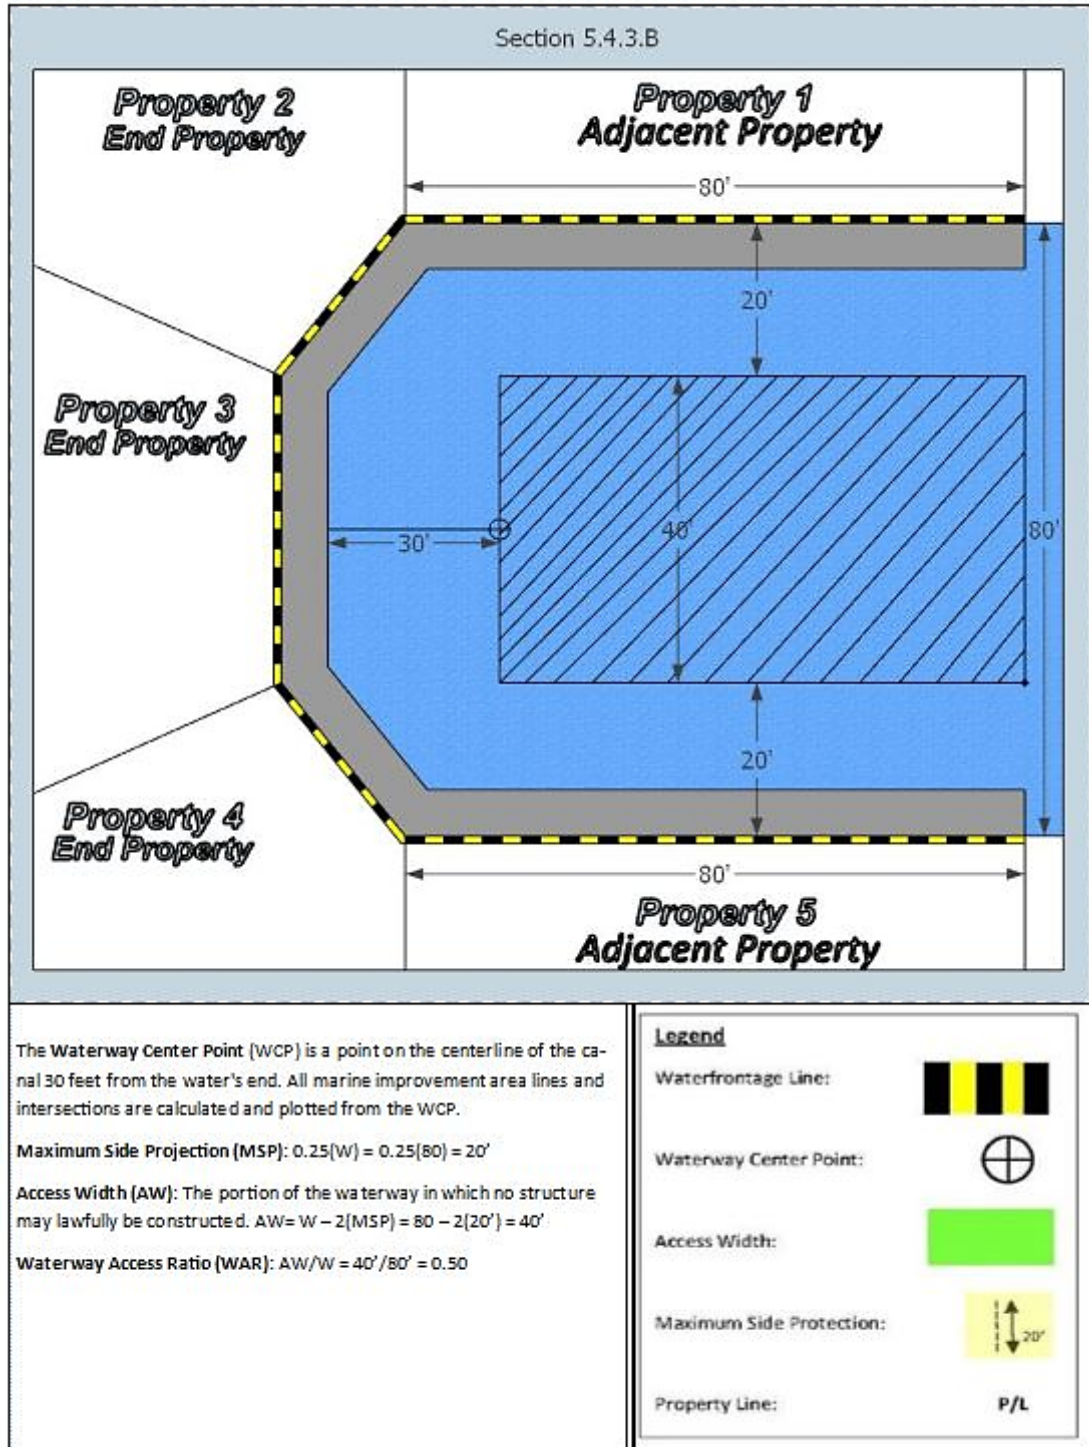 Section 5.4.3.B
Property 2
End Property
Property 1
Adjacent Property
80'
20'
Property 3
End Property
30'
40'
80'
20'
Property 4
End Property
80'
Property 5
Adjacent Property
The Waterway Center Point (WCP) is a point on the centerline of the ca-
nal 30 feet from the water's end. All marine improvement area lines and
intersections are calculated and plotted from the WCP.
Maximum Side Projection (MSP): 0.25(W) = 0.25(80) = 20'
Access Width (AW): The portion of the waterway in which no structure
may lawfully be constructed. AW= W – 2(MSP) = 80 – 2(20') = 40'
Waterway Access Ratio (WAR): AW/W = 40'/80' = 0.50
Legend
Waterfrontage Line:
Waterway Center Point:
Access Width:
Maximum Side Protection:
20'
Property Line:
P/L